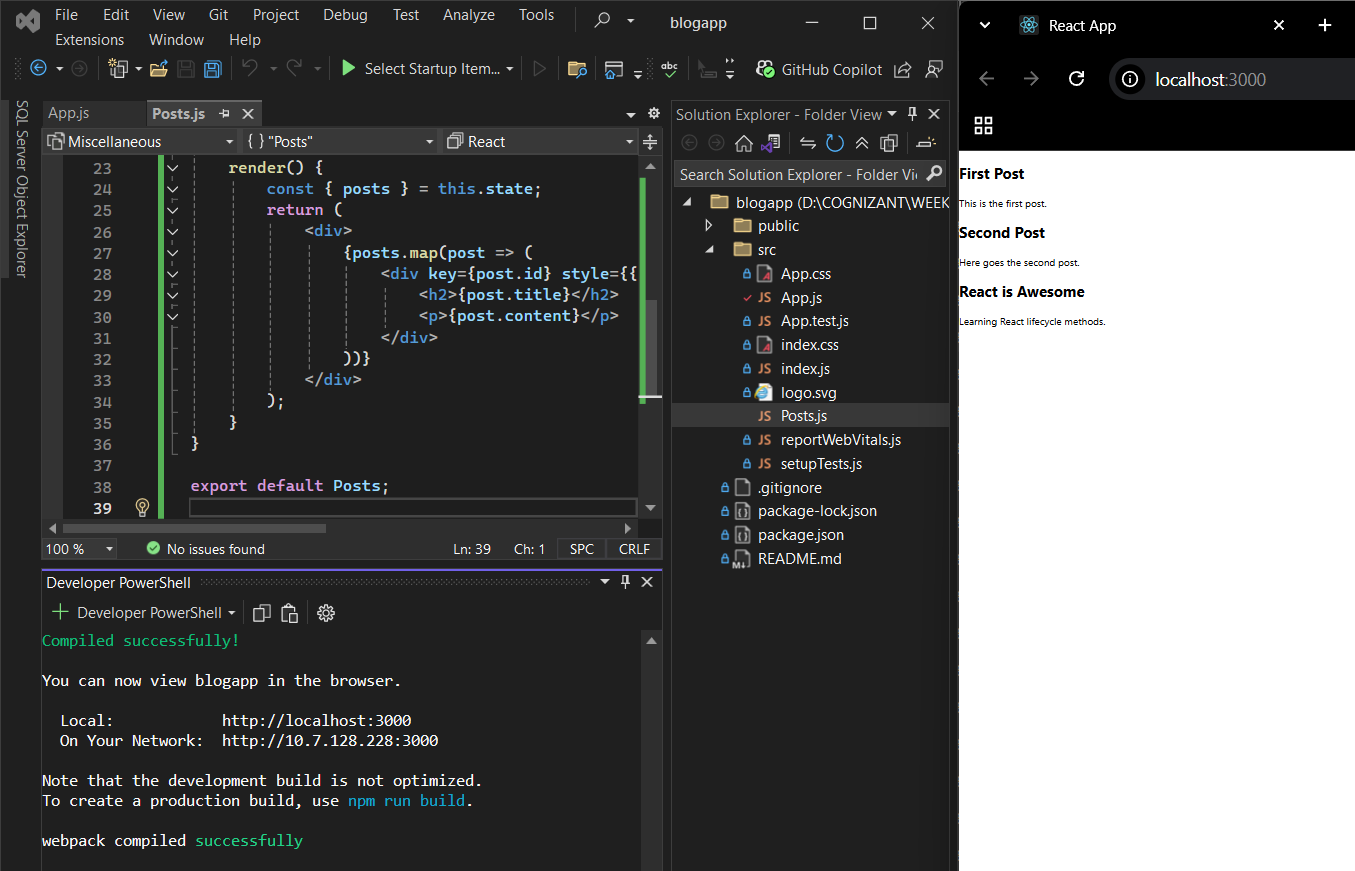 File Edit View Git Project Debug Test Analyze Tools
Extensions Window Help
blogapp
Select Startup Item...
abc
GitHub Copilot
SQL Server Object Explorer
App.js
Posts.js
Miscellaneous
{ } "Posts"
React
23 render() {
24 const { posts } = this.state;
25 return (
26 <div>
27 {posts.map(post => (
28 <div key={post.id} style={{
29 <h2>{post.title}</h2>
30 <p>{post.content}</p>
31 </div>
32 ))}
33 </div>
34 );
35 }
36 }
37
38 export default Posts;
39
100 %
No issues found
Ln: 39
Ch: 1
SPC
CRLF
Developer PowerShell
Developer PowerShell
Compiled successfully!
You can now view blogapp in the browser.
Local: http://localhost:3000
On Your Network: http://10.7.128.228:3000
Note that the development build is not optimized.
To create a production build, use npm run build.
webpack compiled successfully
Solution Explorer - Folder View
Search Solution Explorer - Folder Vi
blogapp (D:\COGNIZANT\WEEK
public
src
App.css
JS App.js
JS App.test.js
index.css
JS index.js
logo.svg
JS Posts.js
JS reportWebVitals.js
JS setupTests.js
.gitignore
package-lock.json
package.json
README.md
React App
localhost:3000
First Post
This is the first post.
Second Post
Here goes the second post.
React is Awesome
Learning React lifecycle methods.